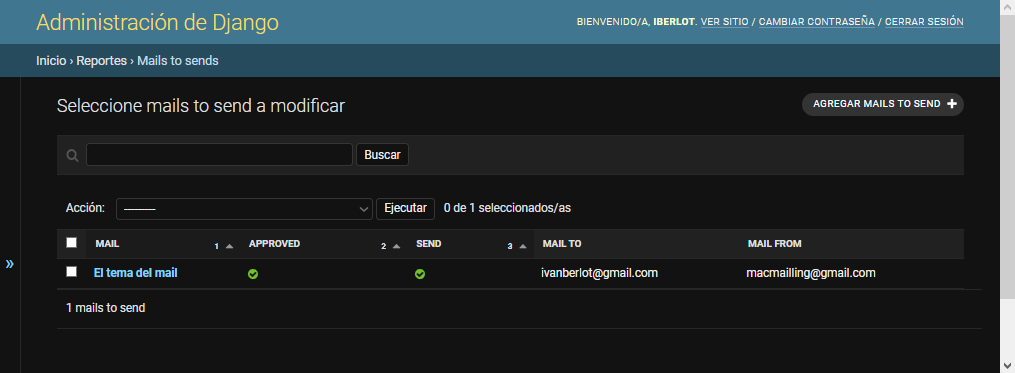 Administración de Django
BIENVENIDO/A, IBERLOT. VER SITIO / CAMBIAR CONTRASEÑA / CERRAR SESIÓN
Inicio › Reportes › Mails to sends
Seleccione mails to send a modificar
AGREGAR MAILS TO SEND +
Buscar
Acción: ---------
Ejecutar 0 de 1 seleccionados/as
MAIL 1 APPROVED 2 SEND 3 MAIL TO MAIL FROM
»
El tema del mail ivanberlot@gmail.com macmailling@gmail.com
1 mails to send